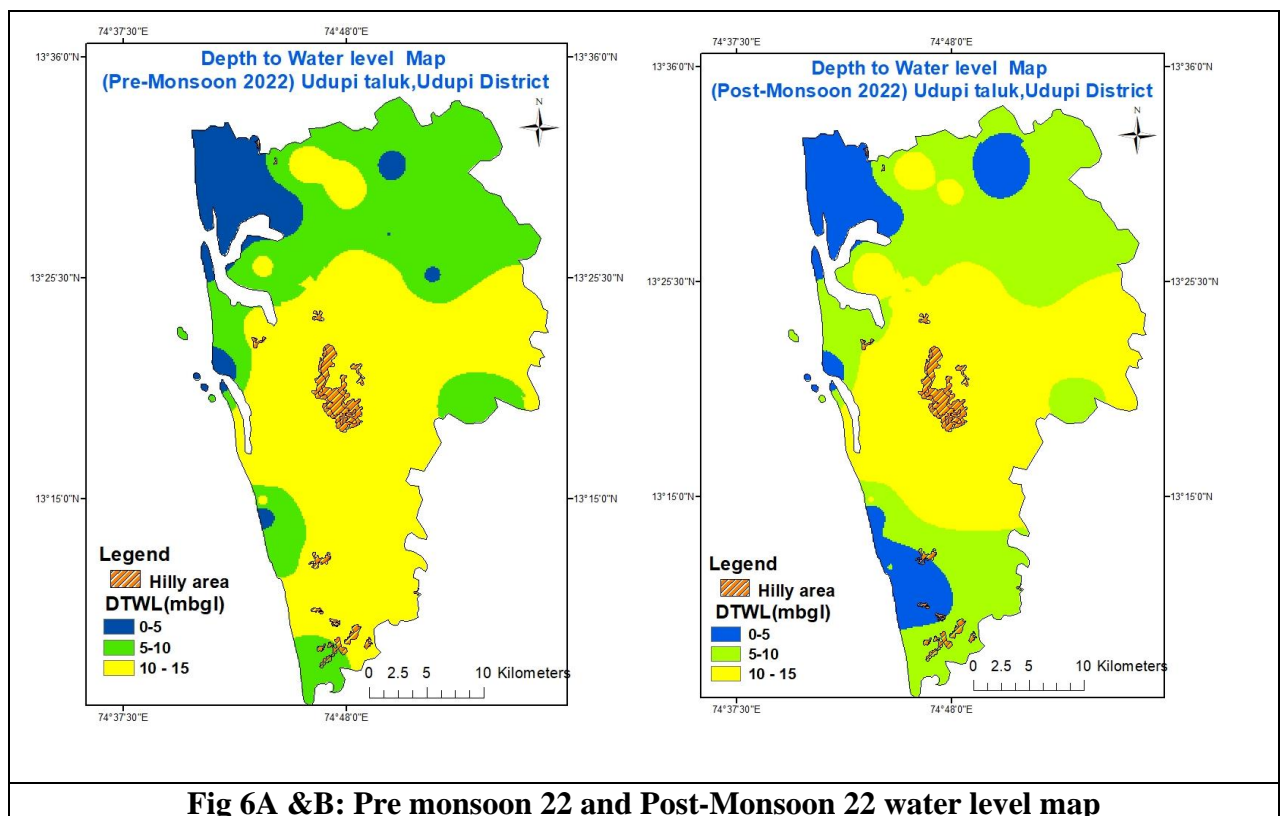 74°37'30"E
74°48'0"E
13°36'0"N
13°36'0"N
Depth to Water level Map
(Pre-Monsoon 2022) Udupi taluk,Udupi District
N
13°25'30"N
13°25'30"N
13°15'0"N
13°15'0"N
Legend
Hilly area
DTWL(mbgl)
0-5
5-10
10 - 15
0 2.5 5 10 Kilometers
74°37'30"E
74°48'0"E
74°37'30"E
74°48'0"E
13°36'0"N
13°36'0"N
Depth to Water level Map
(Post-Monsoon 2022) Udupi taluk,Udupi District
N
13°25'30"N
13°25'30"N
13°15'0"N
13°15'0"N
Legend
Hilly area
DTWL(mbgl)
0-5
5-10
10 - 15
0 2.5 5 10 Kilometers
74°37'30"E
74°48'0"E
Fig 6A &B: Pre monsoon 22 and Post-Monsoon 22 water level map